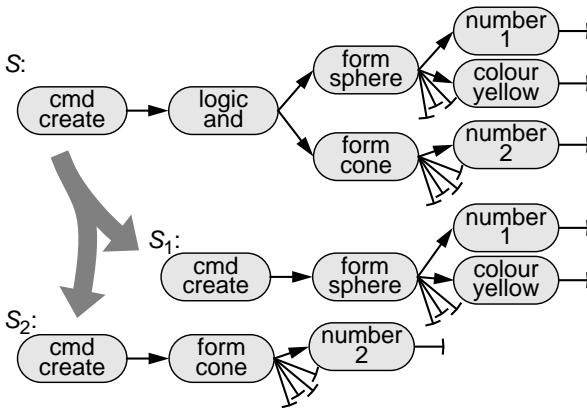 S:
cmd
create
logic
and
form
sphere
number
1
colour
yellow
form
cone
number
2
S1:
cmd
create
form
sphere
number
1
colour
yellow
S2:
cmd
create
form
cone
number
2